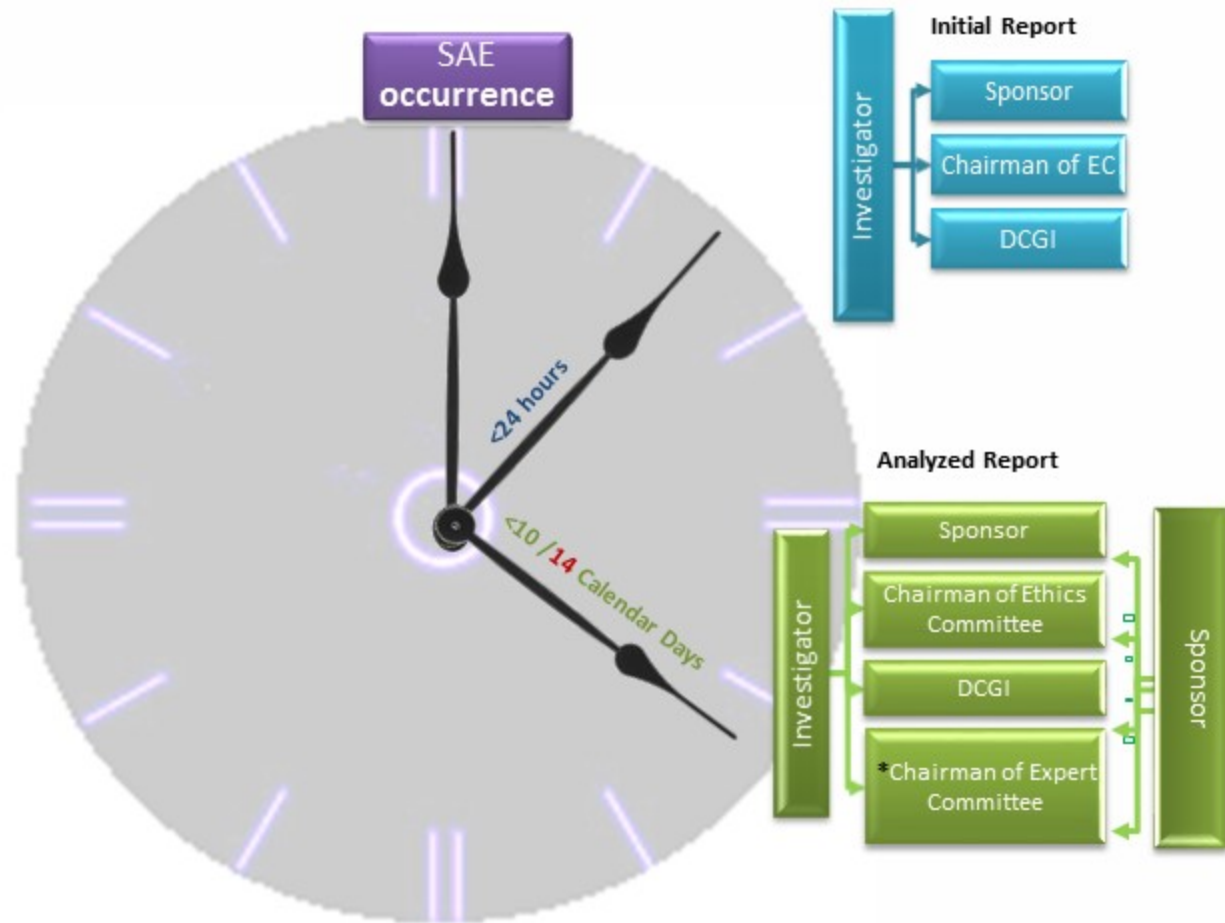 SAE
occurrence
Initial Report
Investigator
Sponsor
Chairman of EC
DCGI
<24 hours
<10 /14 Calendar Days
Analyzed Report
Investigator
Sponsor
Chairman of Ethics
Committee
DCGI
*Chairman of Expert
Committee
Sponsor